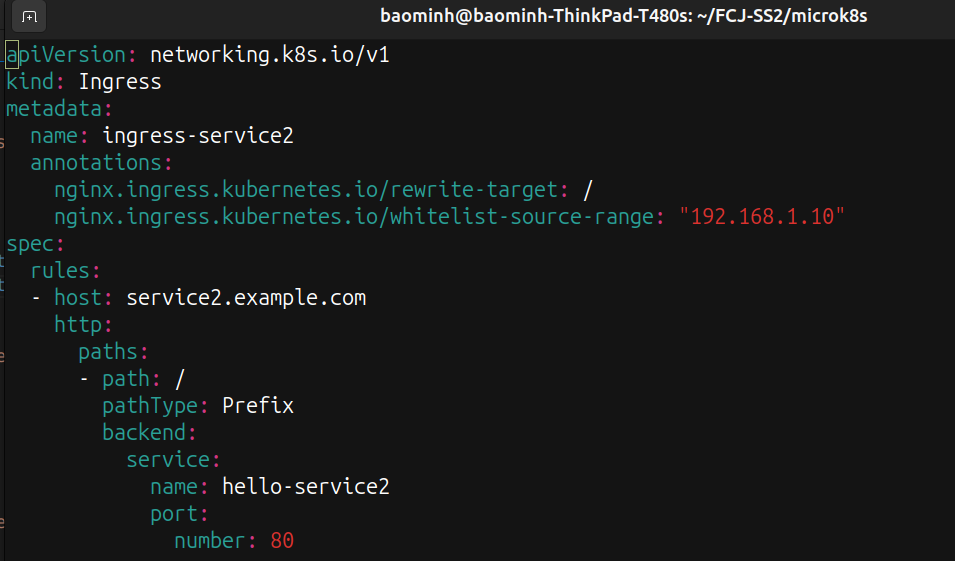 baominh@baominh-ThinkPad-T480s: ~/FCJ-SS2/microk8s
apiVersion: networking.k8s.io/v1
kind: Ingress
metadata:
  name: ingress-service2
  annotations:
    nginx.ingress.kubernetes.io/rewrite-target: /
    nginx.ingress.kubernetes.io/whitelist-source-range: "192.168.1.10"
spec:
  rules:
  - host: service2.example.com
    http:
      paths:
      - path: /
        pathType: Prefix
        backend:
          service:
            name: hello-service2
            port:
              number: 80